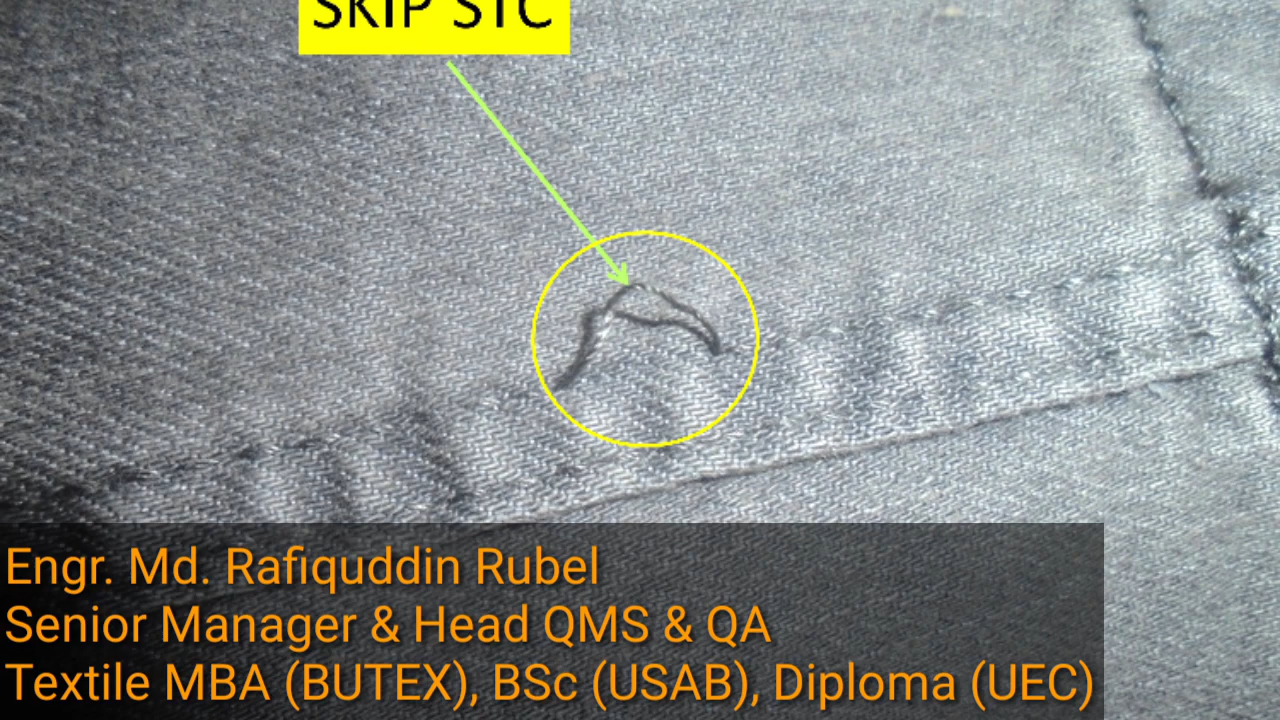 SKIP STC
Engr. Md. Rafiquddin Rubel
Senior Manager & Head QMS & QA
Textile MBA (BUTEX), BSc (USAB), Diploma (UEC)